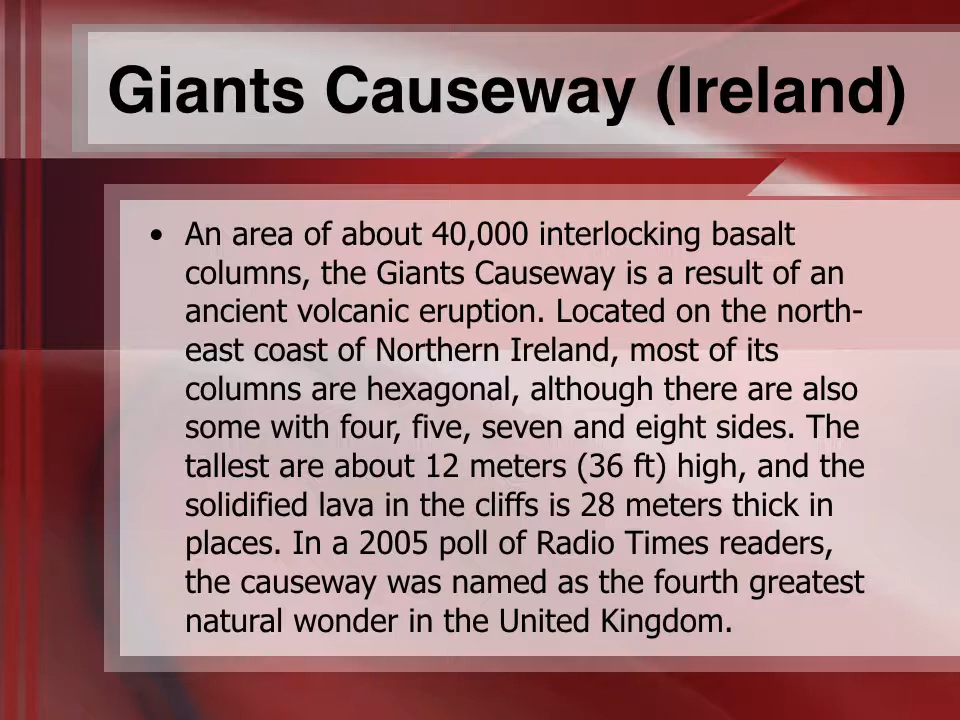 Giants Causeway (Ireland)
• An area of about 40,000 interlocking basalt
columns, the Giants Causeway is a result of an
ancient volcanic eruption. Located on the north-
east coast of Northern Ireland, most of its
columns are hexagonal, although there are also
some with four, five, seven and eight sides. The
tallest are about 12 meters (36 ft) high, and the
solidified lava in the cliffs is 28 meters thick in
places. In a 2005 poll of Radio Times readers,
the causeway was named as the fourth greatest
natural wonder in the United Kingdom.